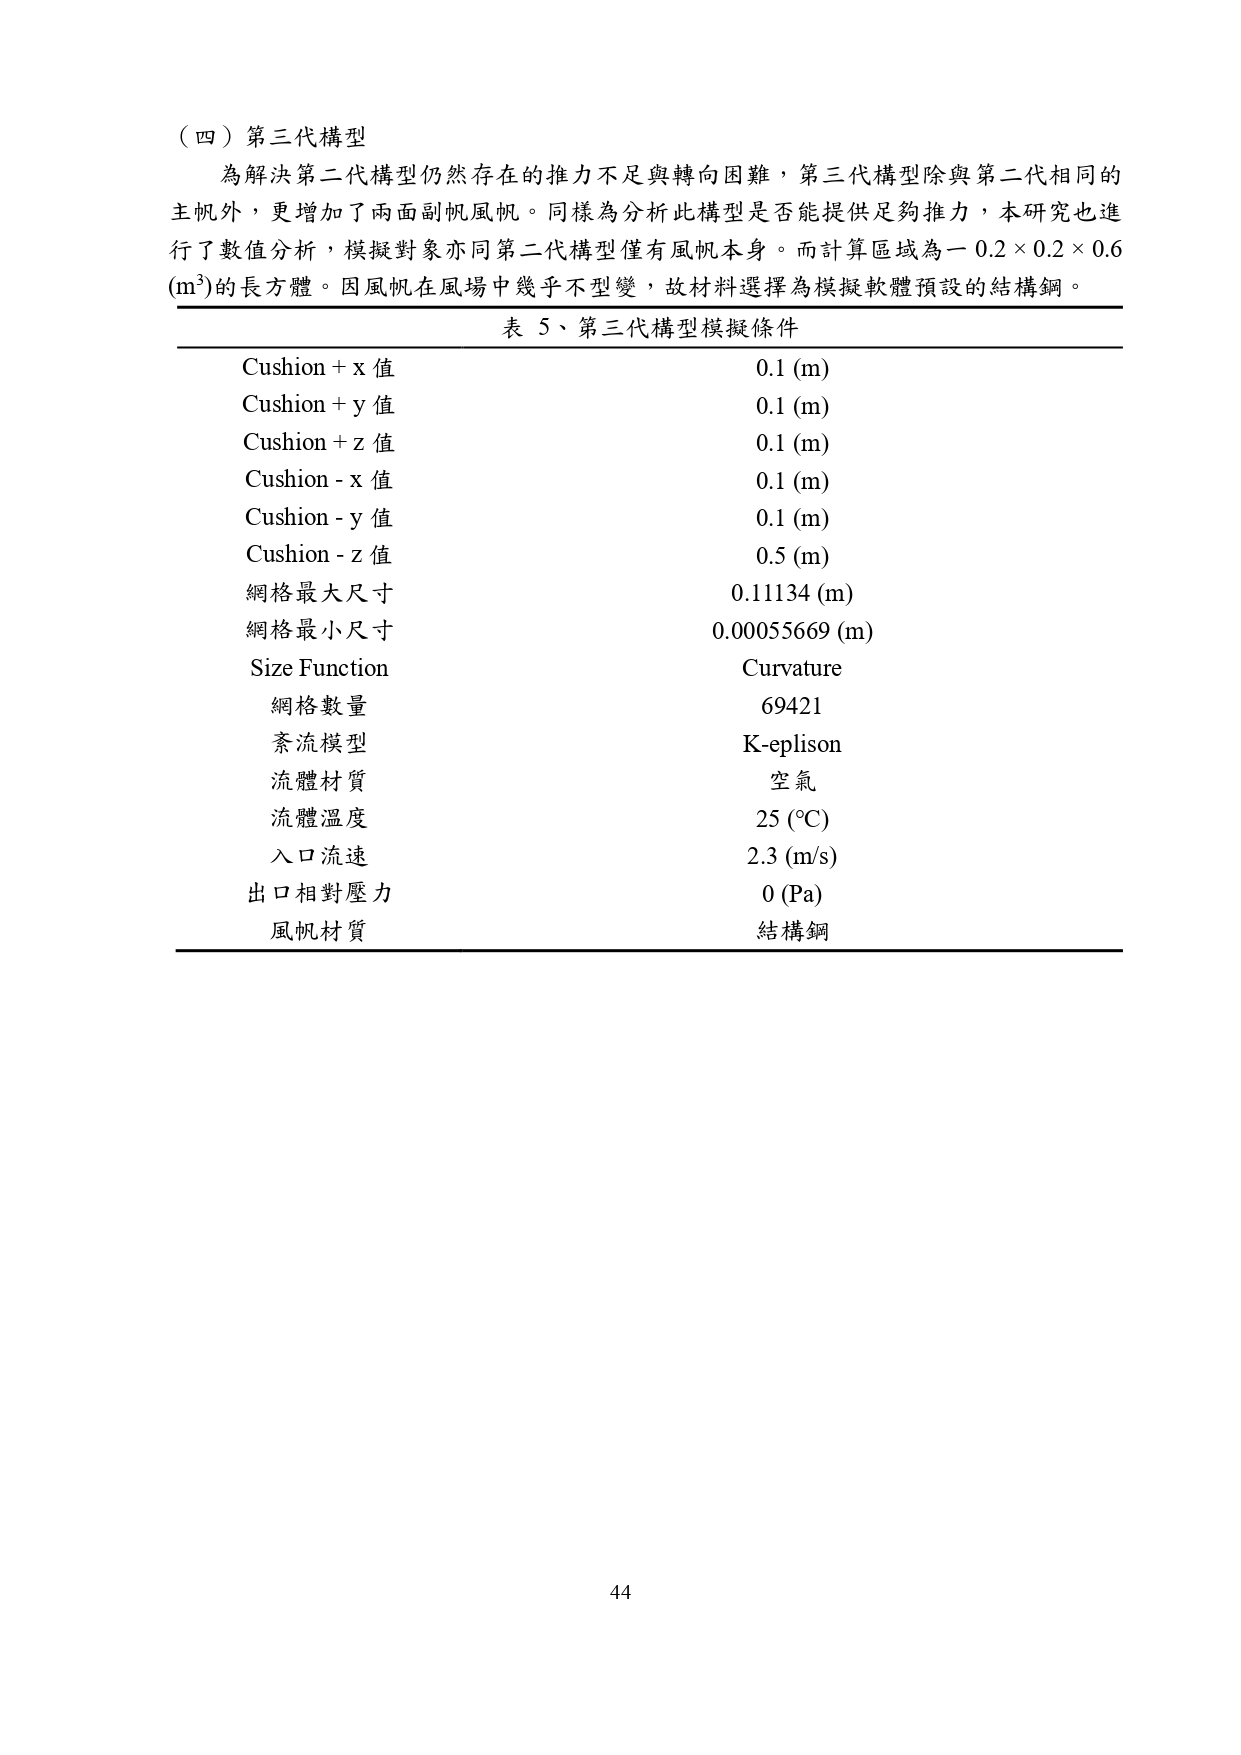 （四）第三代構型
為解決第二代構型仍然存在的推力不足與轉向困難，第三代構型除與第二代相同的
主帆外，更增加了兩面副帆風帆。同樣為分析此構型是否能提供足夠推力，本研究也進
行了數值分析，模擬對象亦同第二代構型僅有風帆本身。而計算區域為一 0.2 × 0.2 × 0.6
(m³)的長方體。因風帆在風場中幾乎不型變，故材料選擇為模擬軟體預設的結構鋼。
表 5、第三代構型模擬條件
Cushion + x 值 0.1 (m)
Cushion + y 值 0.1 (m)
Cushion + z 值 0.1 (m)
Cushion - x 值 0.1 (m)
Cushion - y 值 0.1 (m)
Cushion - z 值 0.5 (m)
網格最大尺寸 0.11134 (m)
網格最小尺寸 0.00055669 (m)
Size Function Curvature
網格數量 69421
紊流模型 K-eplison
流體材質 空氣
流體溫度 25 (℃)
入口流速 2.3 (m/s)
出口相對壓力 0 (Pa)
風帆材質 結構鋼
44